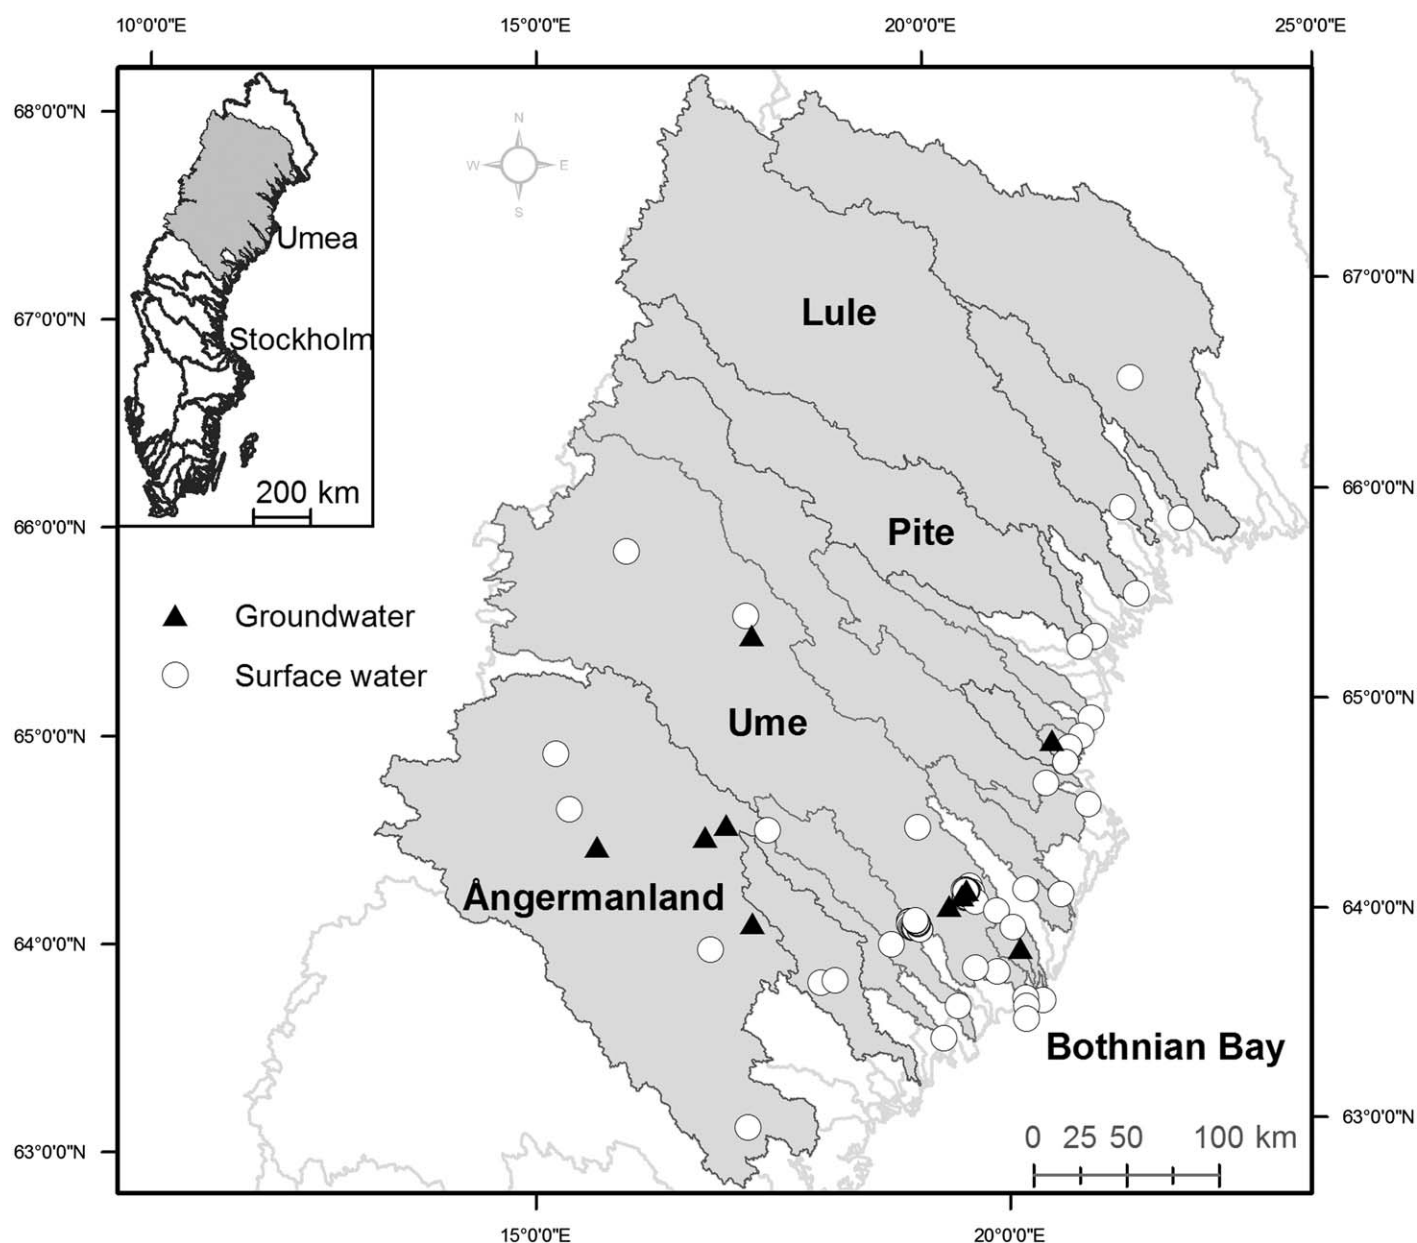 10°0'0"E 15°0'0"E 20°0'0"E 25°0'0"E
68°0'0"N
67°0'0"N
66°0'0"N
65°0'0"N
64°0'0"N
63°0'0"N
Umea
Stockholm
200 km
N
W E
S
Groundwater
Surface water
Lule
Pite
Ume
Ångermanland
Bothnian Bay
0 25 50 100 km
67°0'0"N
66°0'0"N
65°0'0"N
64°0'0"N
63°0'0"N
15°0'0"E 20°0'0"E